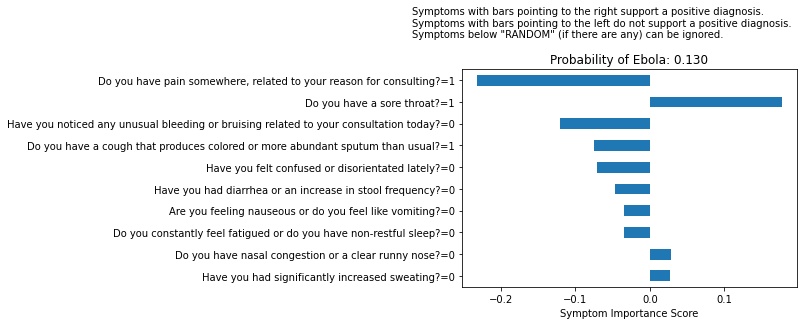 Symptoms with bars pointing to the right support a positive diagnosis.
Symptoms with bars pointing to the left do not support a positive diagnosis.
Symptoms below "RANDOM" (if there are any) can be ignored.
Probability of Ebola: 0.130
Do you have pain somewhere, related to your reason for consulting?=1
Do you have a sore throat?=1
Have you noticed any unusual bleeding or bruising related to your consultation today?=0
Do you have a cough that produces colored or more abundant sputum than usual?=1
Have you felt confused or disorientated lately?=0
Have you had diarrhea or an increase in stool frequency?=0
Are you feeling nauseous or do you feel like vomiting?=0
Do you constantly feel fatigued or do you have non-restful sleep?=0
Do you have nasal congestion or a clear runny nose?=0
Have you had significantly increased sweating?=0
−0.2 −0.1 0.0 0.1
Symptom Importance Score